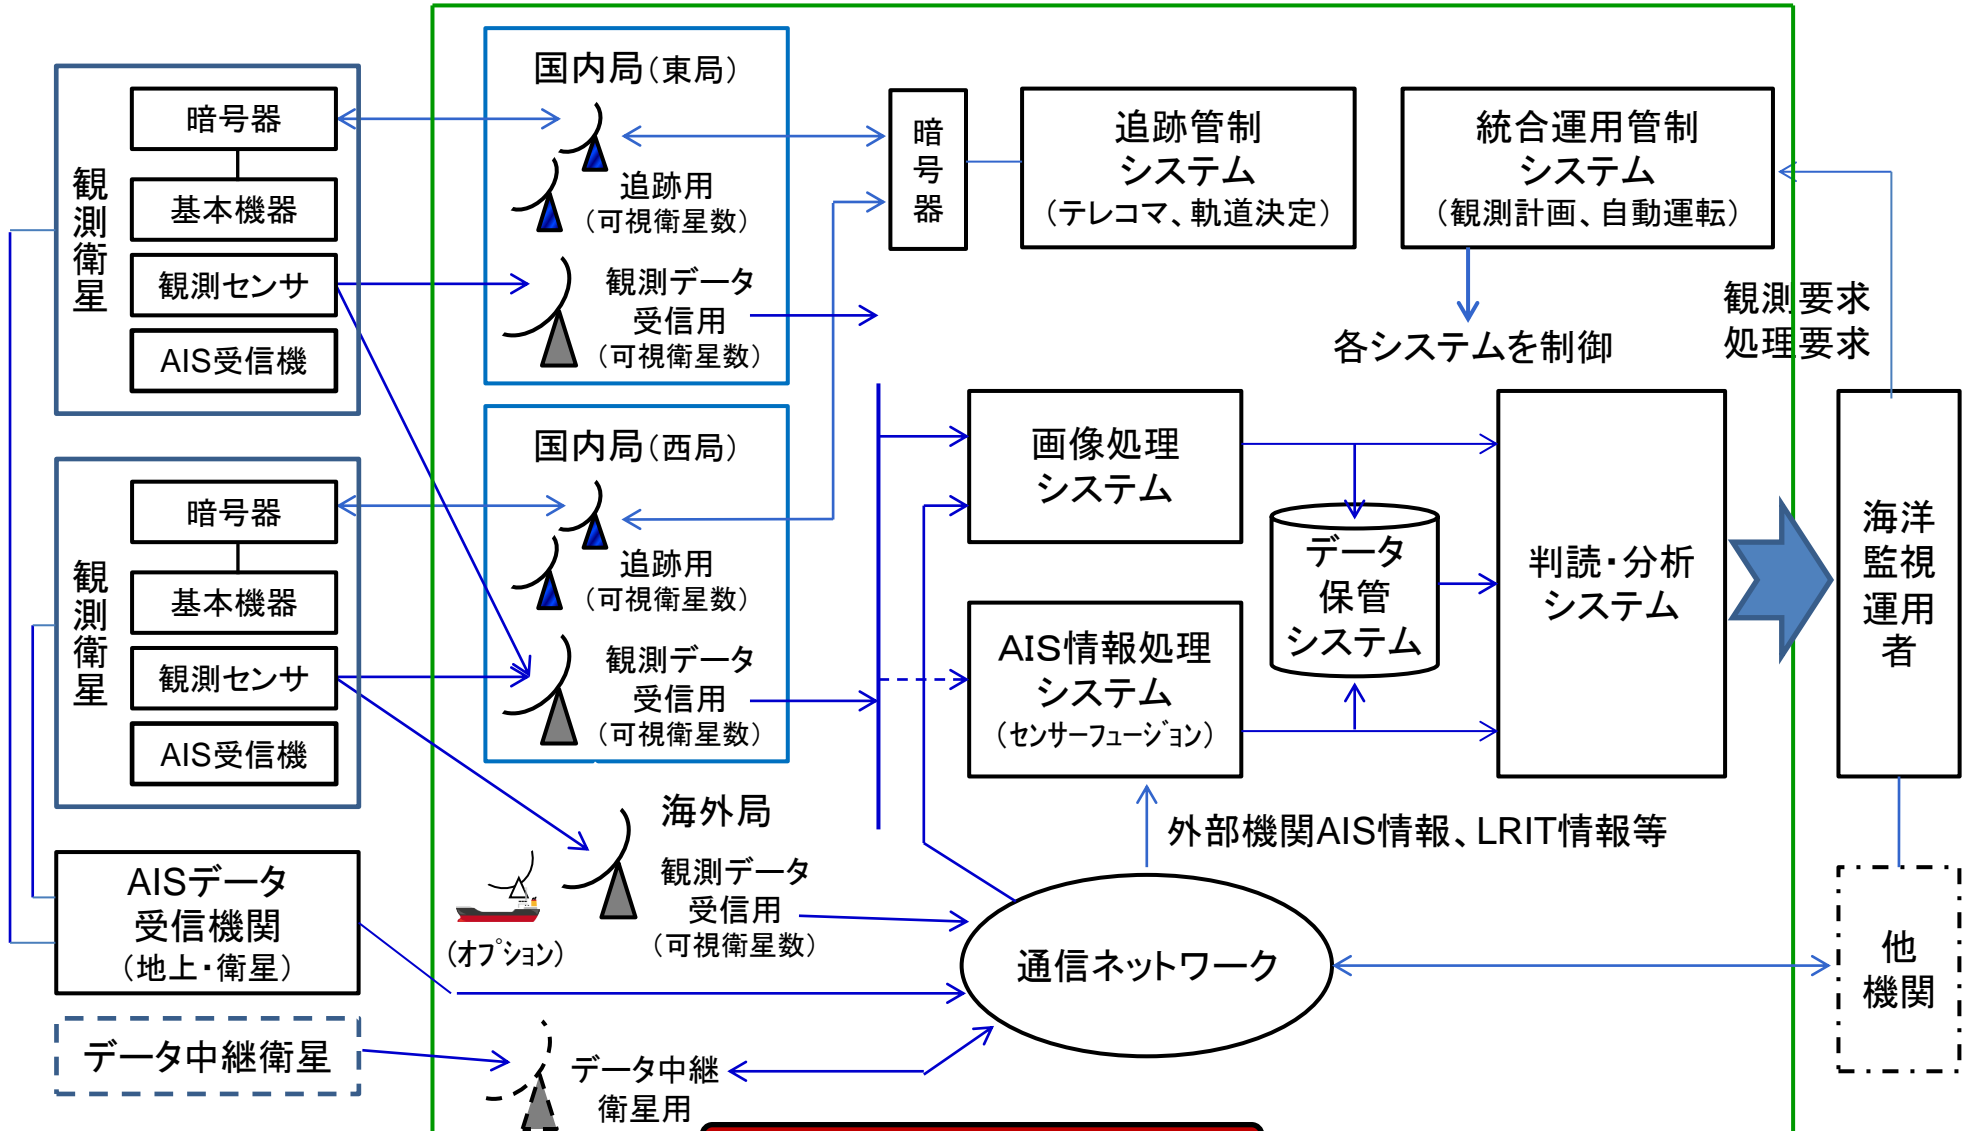 観測衛星
暗号器
基本機器
観測センサ
AIS受信機
観測衛星
暗号器
基本機器
観測センサ
AIS受信機
AISデータ
受信機関
（地上・衛星）
データ中継衛星
国内局（東局）
追跡用
（可視衛星数）
観測データ
受信用
（可視衛星数）
国内局（西局）
追跡用
（可視衛星数）
観測データ
受信用
（可視衛星数）
海外局
観測データ
受信用
（可視衛星数）
（オプション）
データ中継
衛星用
暗号器
追跡管制
システム
（テレコマ、軌道決定）
統合運用管制
システム
（観測計画、自動運転）
各システムを制御
観測要求
処理要求
画像処理
システム
AIS情報処理
システム
（センサーフュージョン）
データ
保管
システム
判読・分析
システム
外部機関AIS情報、LRIT情報等
通信ネットワーク
海洋
監視
運用
者
他
機関